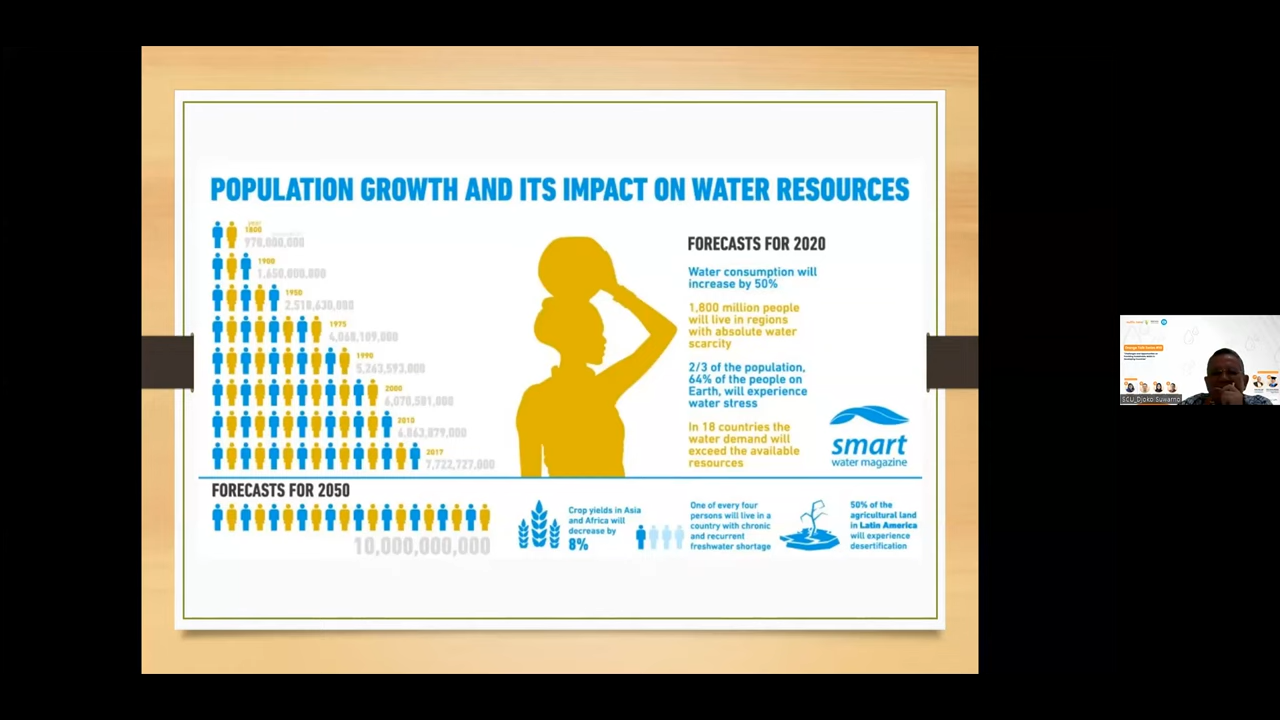 POPULATION GROWTH AND ITS IMPACT ON WATER RESOURCES
1800
978,000,000
1900
1,650,000,000
1950
2,518,630,000
1975
4,068,109,000
1990
5,263,593,000
2000
6,070,581,000
2010
6,863,879,000
2017
7,722,727,000
FORECASTS FOR 2020
Water consumption will
increase by 50%
1,800 million people
will live in regions
with absolute water
scarcity
2/3 of the population,
64% of the people on
Earth, will experience
water stress
In 18 countries the
water demand will
exceed the available
resources
smart
water magazine
FORECASTS FOR 2050
10,000,000,000
Crop yields in Asia
and Africa will
decrease by
8%
One of every four
persons will live in a
country with chronic
and recurrent
freshwater shortage
50% of the
agricultural land
in Latin America
will experience
desertification
SCU_Djoko Suwarno